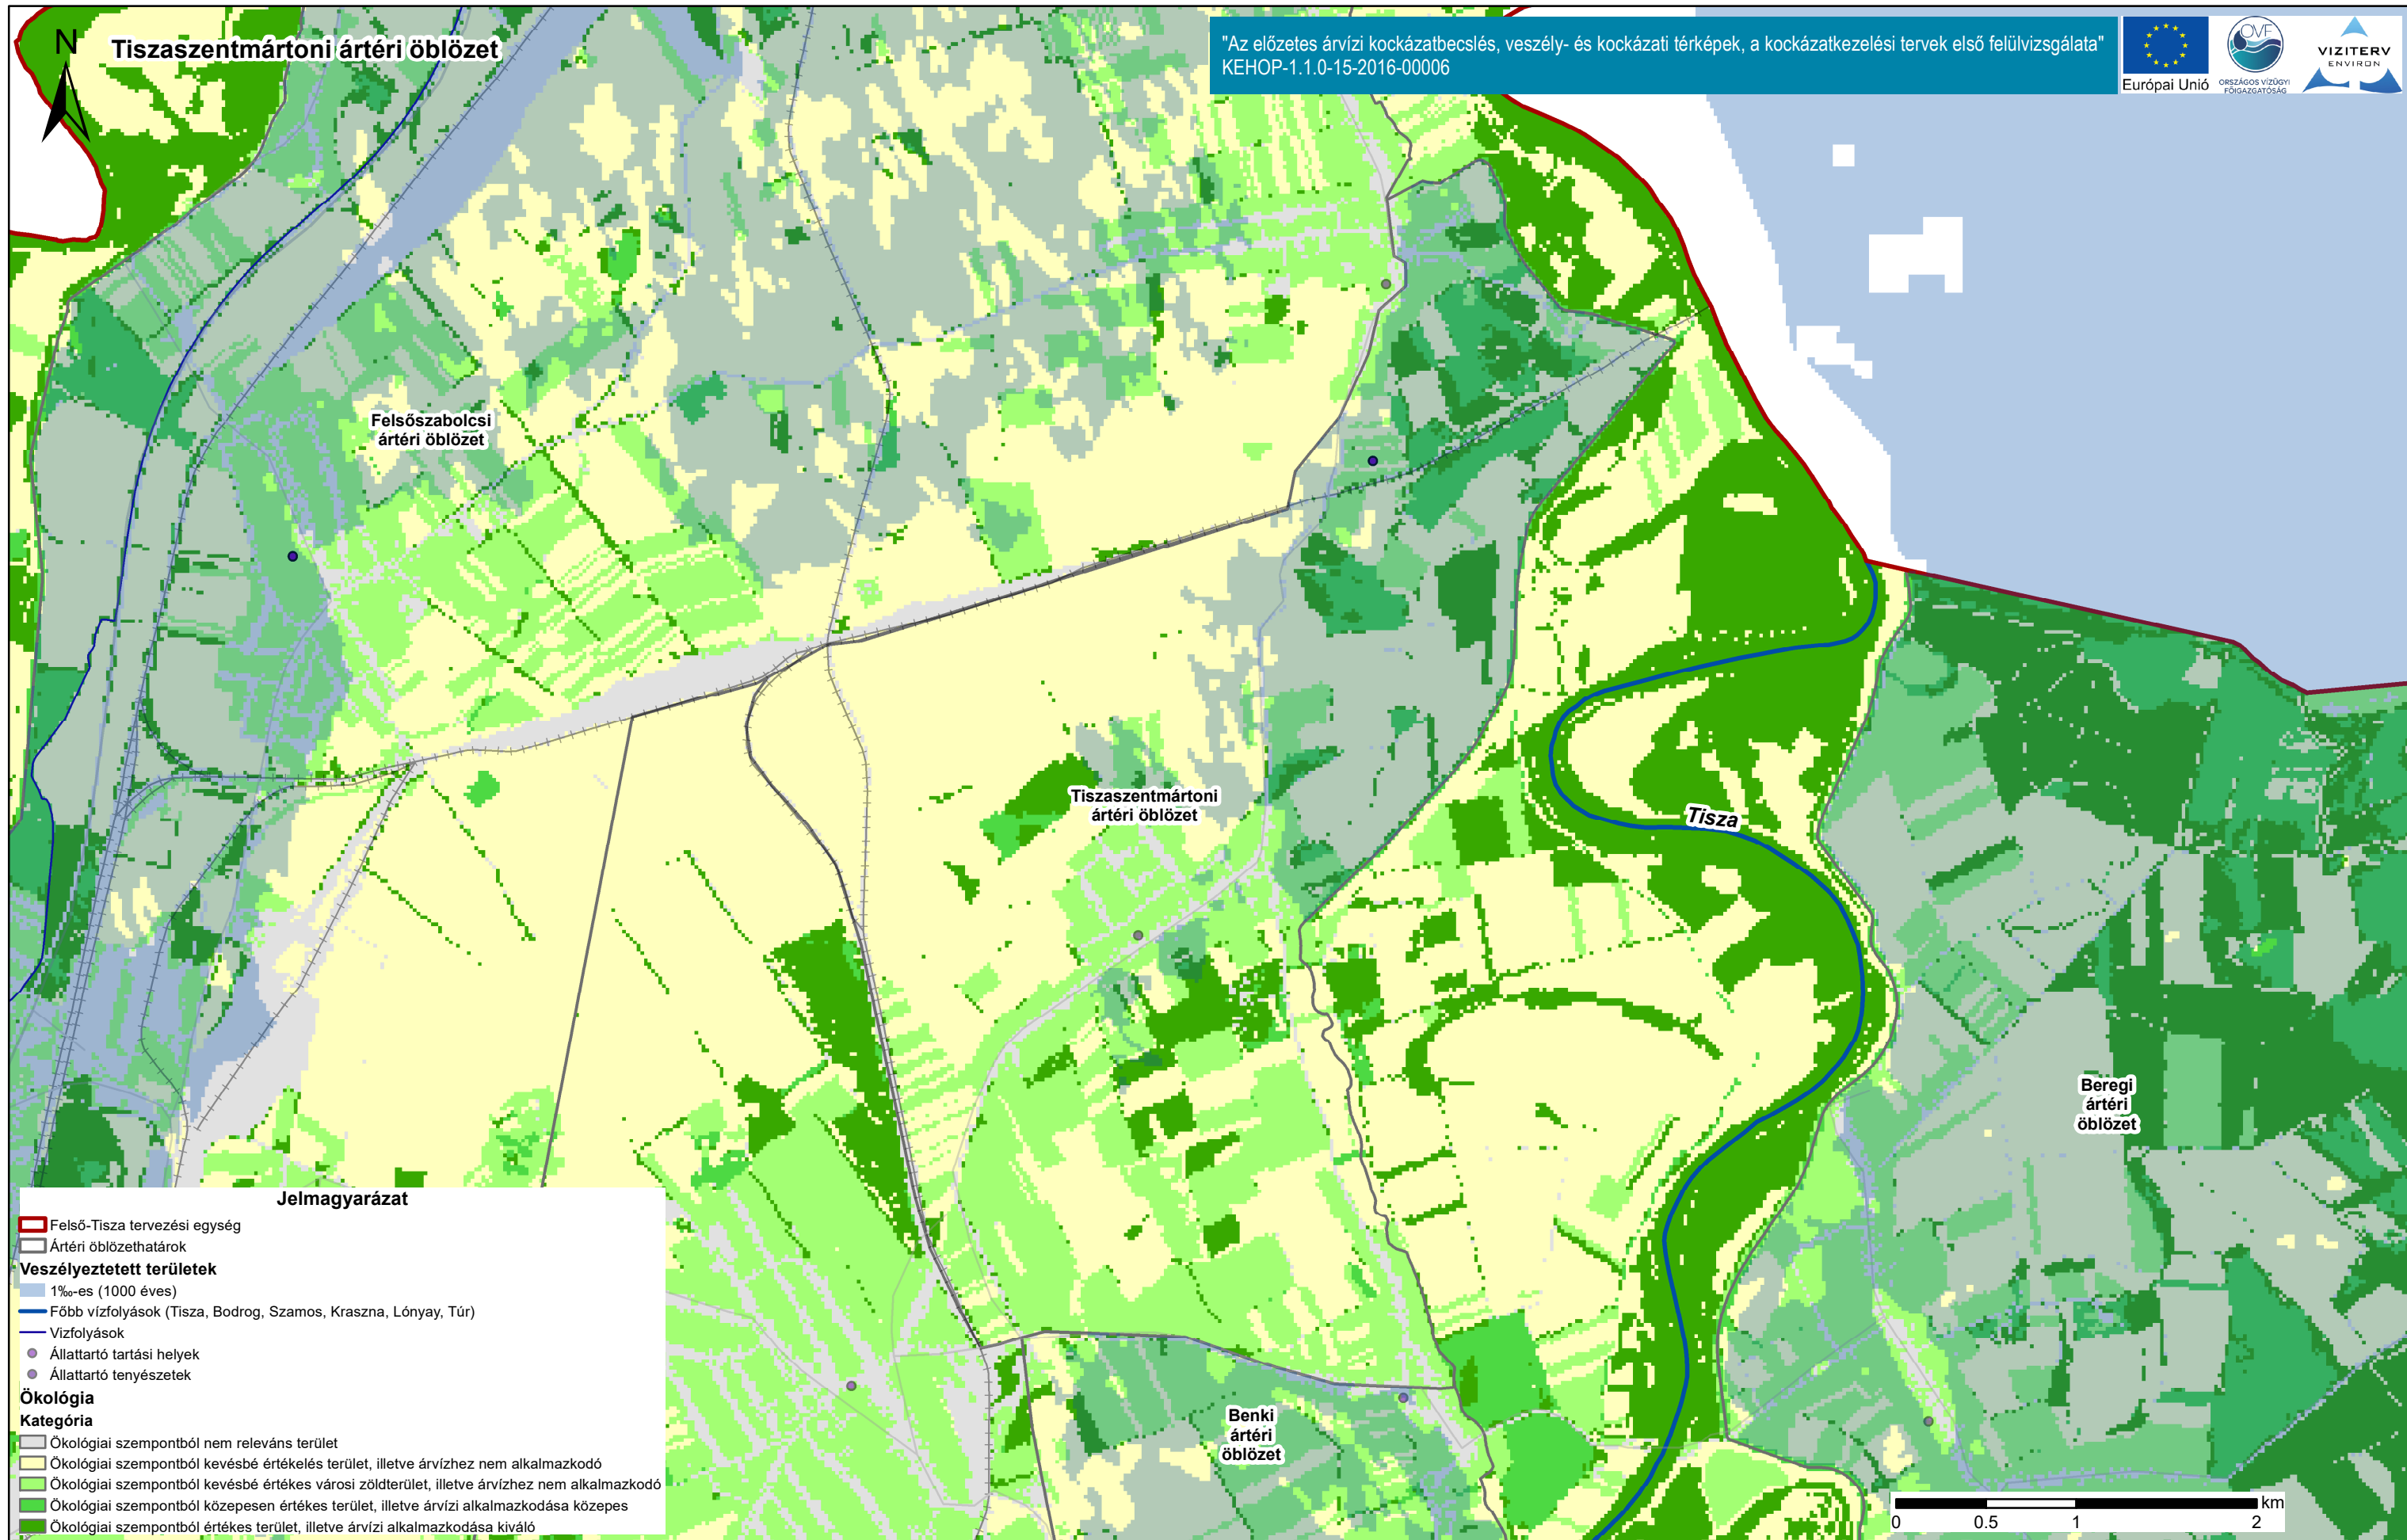 N
Tiszaszentmártoni ártéri öblözet
"Az előzetes árvízi kockázatbecslés, veszély- és kockázati térképek, a kockázatkezelési tervek első felülvizsgálata"
KEHOP-1.1.0-15-2016-00006
Európai Unió
OVF
ORSZÁGOS VÍZÜGYI
FŐIGAZGATÓSÁG
VIZITERV
ENVIRON
Felsőszabolcsi
ártéri öblözet
Tiszaszentmártoni
ártéri öblözet
Tisza
Beregi
ártéri
öblözet
Benki
ártéri
öblözet
Jelmagyarázat
Felső-Tisza tervezési egység
Ártéri öblözethatárok
Veszélyeztetett területek
1‰-es (1000 éves)
Főbb vízfolyások (Tisza, Bodrog, Szamos, Kraszna, Lónyay, Túr)
Vizfolyások
Állattartó tartási helyek
Állattartó tenyészetek
Ökológia
Kategória
Ökológiai szempontból nem releváns terület
Ökológiai szempontból kevésbé értékelés terület, illetve árvízhez nem alkalmazkodó
Ökológiai szempontból kevésbé értékes városi zöldterület, illetve árvízhez nem alkalmazkodó
Ökológiai szempontból közepesen értékes terület, illetve árvízi alkalmazkodása közepes
Ökológiai szempontból értékes terület, illetve árvízi alkalmazkodása kiváló
km
0 0.5 1 2